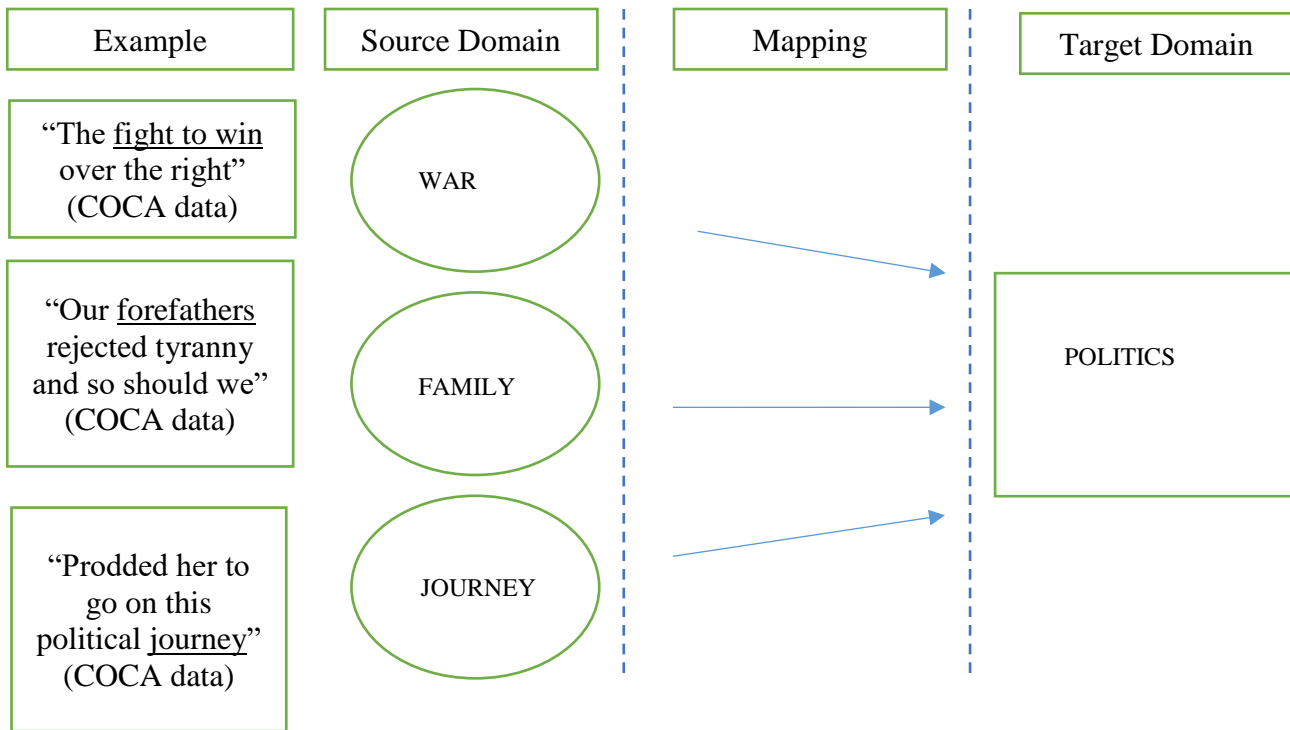 Example
Source Domain
Mapping
Target Domain
“The fight to win
over the right”
(COCA data)
WAR
“Our forefathers
rejected tyranny
and so should we”
(COCA data)
FAMILY
POLITICS
“Prodded her to
go on this
political journey”
(COCA data)
JOURNEY